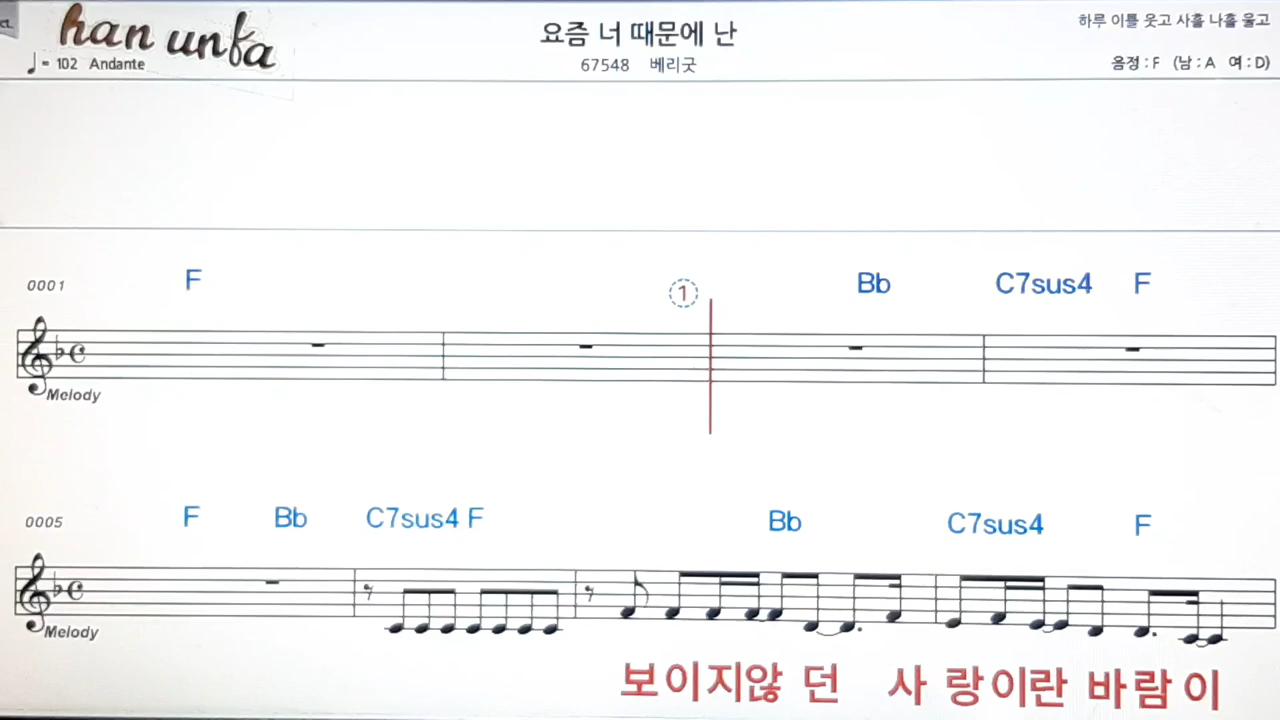 han unfa
요즘 너 때문에 난
하루 이틀 웃고 사흘 나흘 울고
= 102 Andante
67548 베리굿
음정 : F (남 : A 여 : D)
0001 F 1 Bb C7sus4 F
Melody
0005 F Bb C7sus4 F Bb C7sus4 F
Melody
보이지않 던 사 랑이란 바람 이